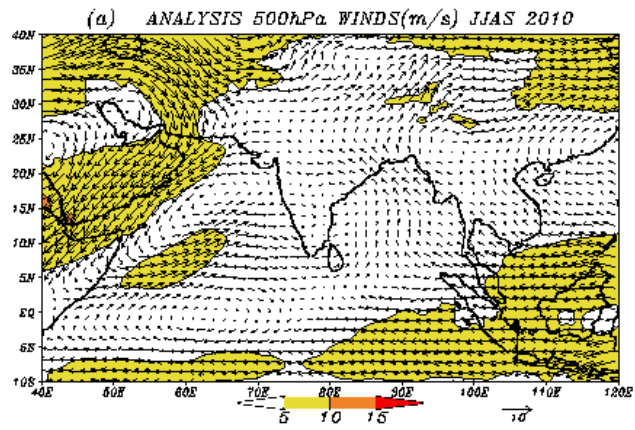 (a) ANALYSIS 500hPa WINDS(m/s) JJAS 2010
40N
35N
30N
25N
20N
15N
10N
5N
EQ
5S
10S
40E 50E 60E 70E 80E 90E 100E 110E 120E
5 10 15
10